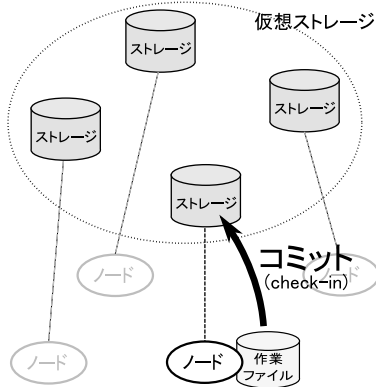 仮想ストレージ
ストレージ
ストレージ
ストレージ
ストレージ
コミット
(check-in)
ノード
ノード
ノード
ノード
作業
ファイル